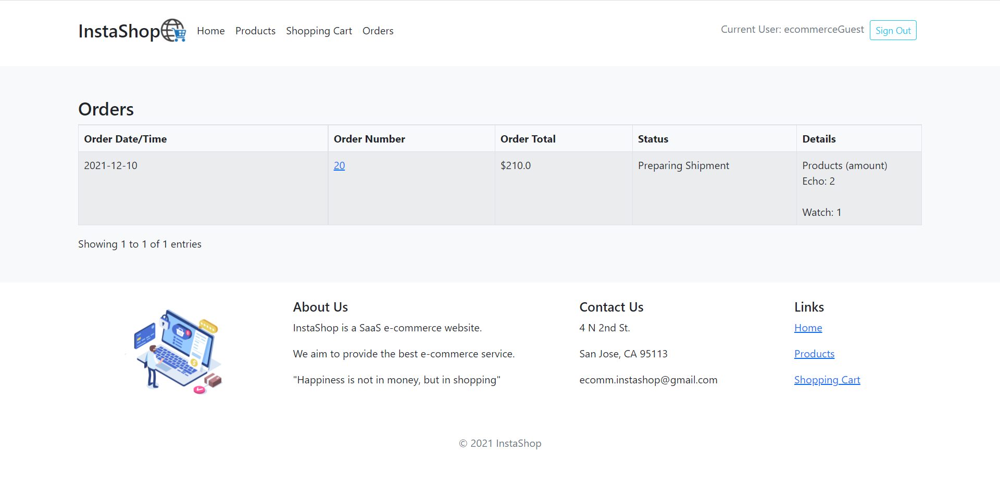 InstaShop Home Products Shopping Cart Orders Current User: ecommerceGuest Sign Out
Orders
Order Date/Time Order Number Order Total Status Details
2021-12-10 20 $210.0 Preparing Shipment Products (amount)
Echo: 2
Watch: 1
Showing 1 to 1 of 1 entries
About Us
InstaShop is a SaaS e-commerce website.
We aim to provide the best e-commerce service.
"Happiness is not in money, but in shopping"
Contact Us
4 N 2nd St.
San Jose, CA 95113
ecomm.instashop@gmail.com
Links
Home
Products
Shopping Cart
© 2021 InstaShop